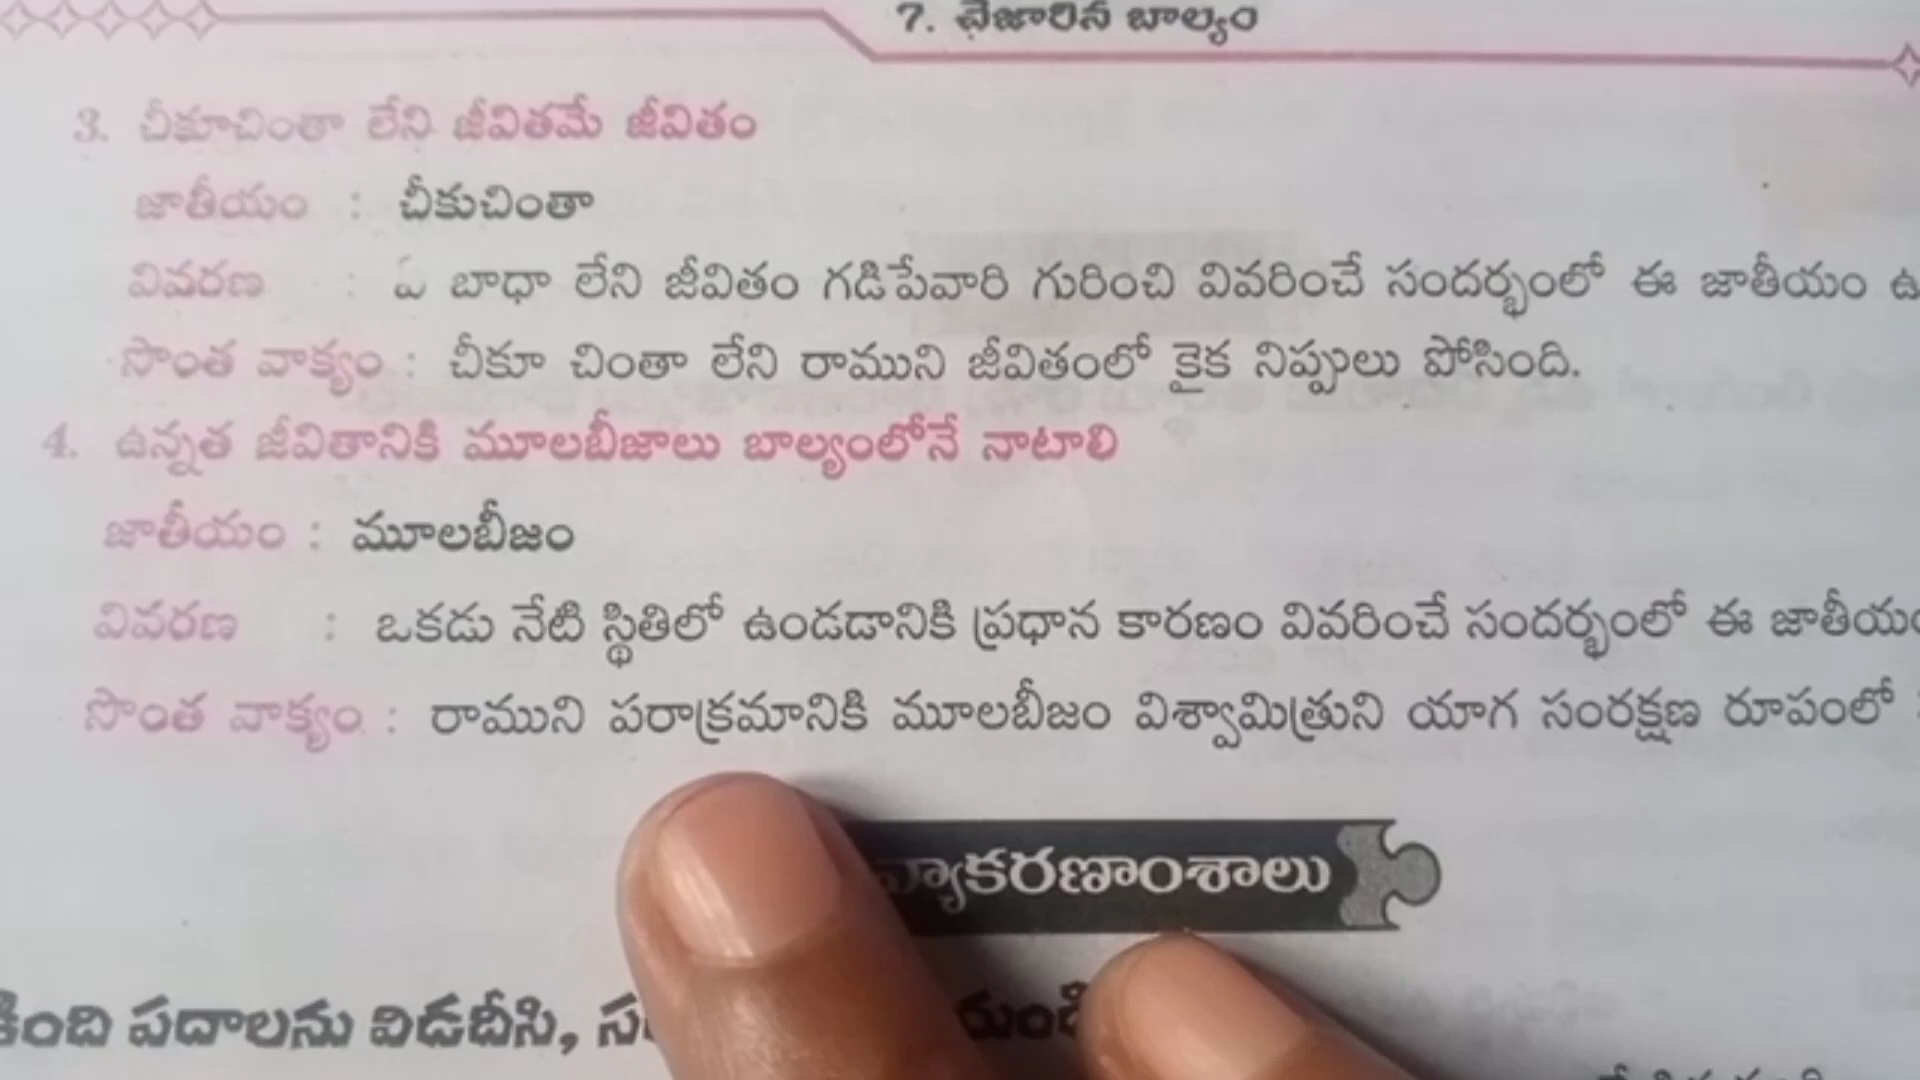 7. చేజారిన బాల్యం
3. చీకూచింతా లేని జీవితమే జీవితం
జాతీయం : చీకుచింతా
వివరణ : ఏ బాధా లేని జీవితం గడిపేవారి గురించి వివరించే సందర్భంలో ఈ జాతీయం
సొంత వాక్యం : చీకూ చింతా లేని రాముని జీవితంలో కైక నిప్పులు పోసింది.
4. ఉన్నత జీవితానికి మూలబీజాలు బాల్యంలోనే నాటాలి
జాతీయం : మూలబీజం
వివరణ : ఒకడు నేటి స్థితిలో ఉండడానికి ప్రధాన కారణం వివరించే సందర్భంలో ఈ జాతీయం
సొంత వాక్యం : రాముని పరాక్రమానికి మూలబీజం విశ్వామిత్రుని యాగ సంరక్షణ రూపంలో
వ్యాకరణాంశాలు
కింది పదాలను విడదీసి,